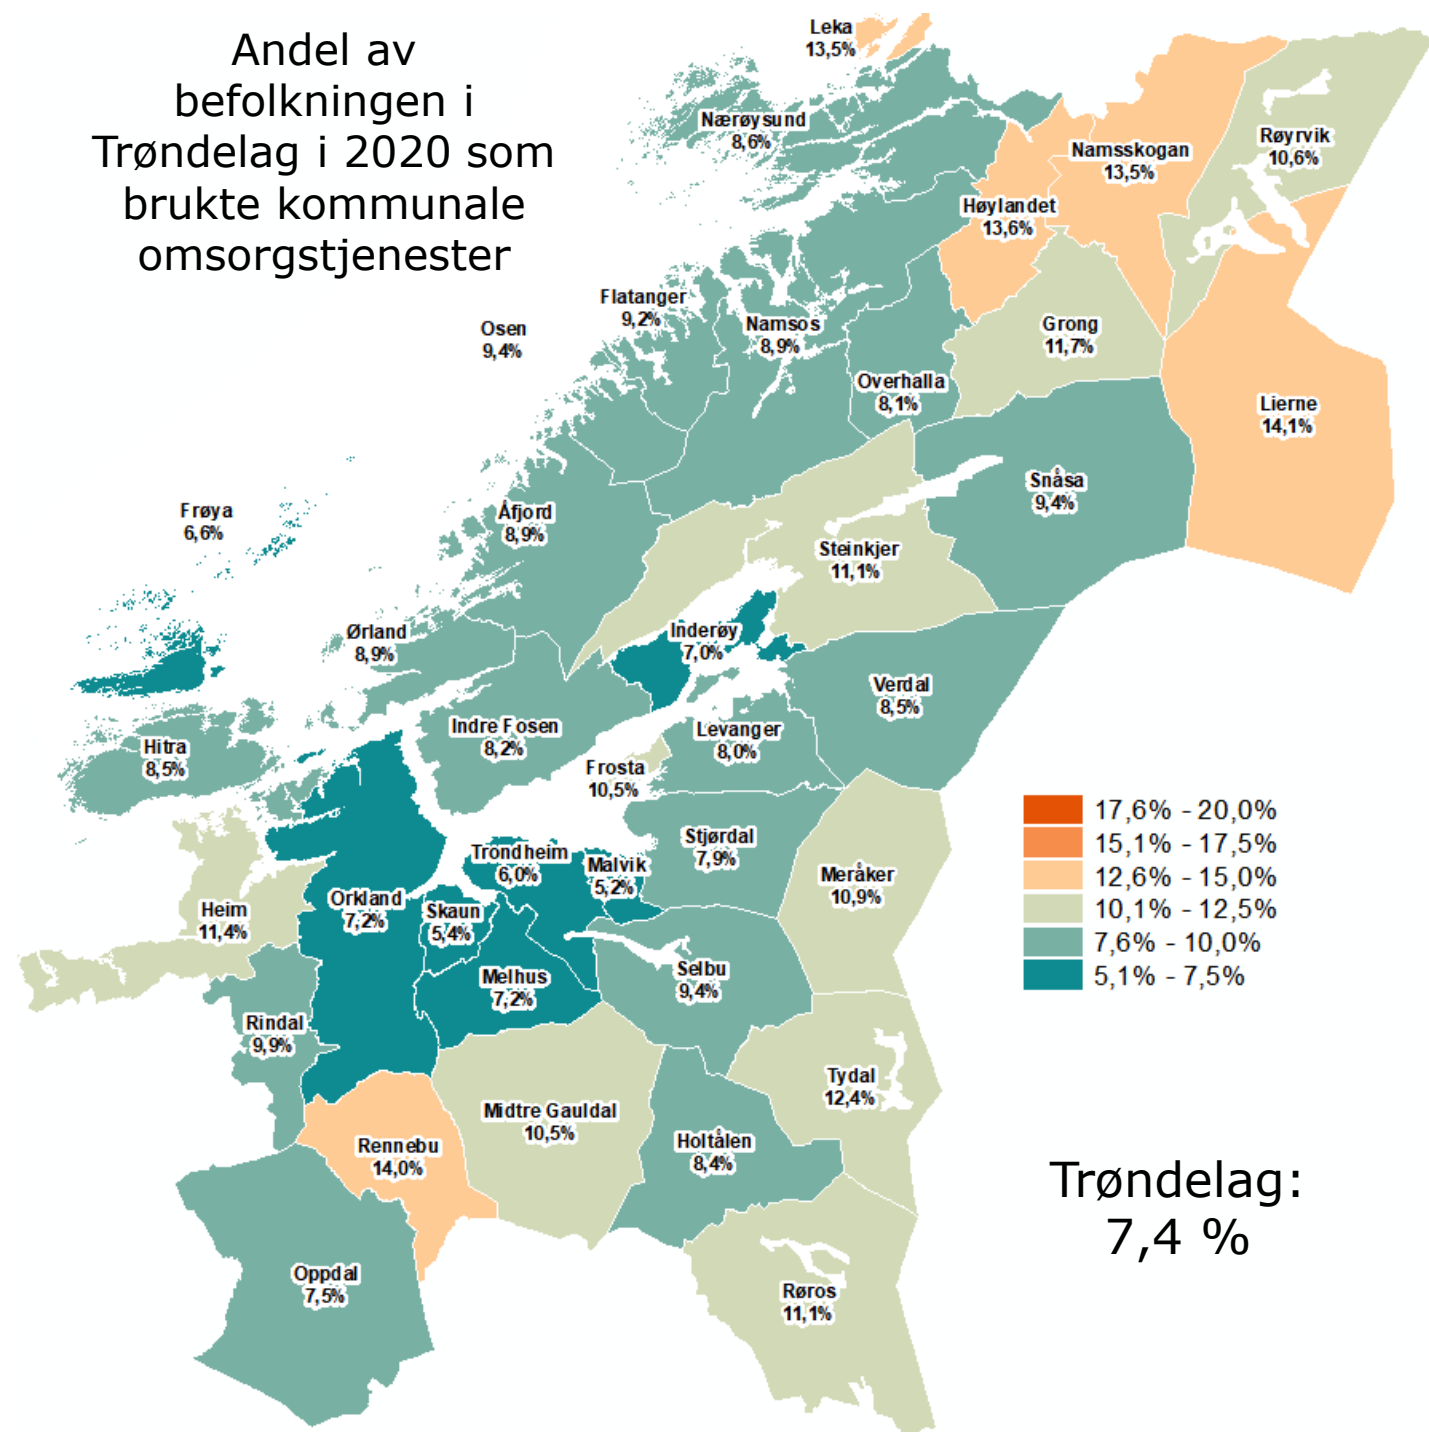 Andel av
befolkningen i
Trøndelag i 2020 som
brukte kommunale
omsorgstjenester
Leka
13,5%
Nærøysund
8,6%
Namsskogan
13,5%
Røyrvik
10,6%
Høylandet
13,6%
Flatanger
9,2%
Osen
9,4%
Namsos
8,9%
Grong
11,7%
Overhalla
8,1%
Lierne
14,1%
Snåsa
9,4%
Frøya
6,6%
Åfjord
8,9%
Steinkjer
11,1%
Ørland
8,9%
Inderøy
7,0%
Verdal
8,5%
Indre Fosen
8,2%
Levanger
8,0%
Hitra
8,5%
Frosta
10,5%
Stjørdal
7,9%
Trondheim
6,0%
Malvik
5,2%
Meråker
10,9%
Orkland
7,2%
Skaun
5,4%
Heim
11,4%
Melhus
7,2%
Selbu
9,4%
Rindal
9,9%
Tydal
12,4%
Midtre Gauldal
10,5%
Rennebu
14,0%
Holtålen
8,4%
Oppdal
7,5%
Røros
11,1%
17,6% - 20,0%
15,1% - 17,5%
12,6% - 15,0%
10,1% - 12,5%
7,6% - 10,0%
5,1% - 7,5%
Trøndelag:
7,4 %